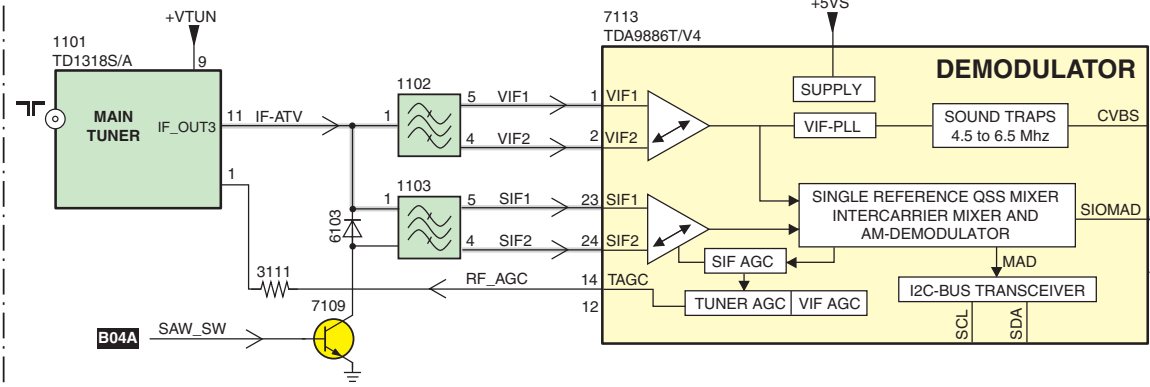 +VTUN
+5VS
1101
TD1318S/A
9
MAIN
TUNER
IF_OUT3
11
IF-ATV
1
1102
1
5
VIF1
4
VIF2
1103
1
5
SIF1
4
SIF2
6103
3111
RF_AGC
7109
B04A
SAW_SW
7113
TDA9886T/V4
DEMODULATOR
1
VIF1
2
VIF2
23
SIF1
24
SIF2
14
TAGC
12
SUPPLY
VIF-PLL
SOUND TRAPS
4.5 to 6.5 Mhz
CVBS
SINGLE REFERENCE QSS MIXER
INTERCARRIER MIXER AND
AM-DEMODULATOR
SIOMAD
SIF AGC
MAD
TUNER AGC
VIF AGC
I2C-BUS TRANSCEIVER
SCL
SDA